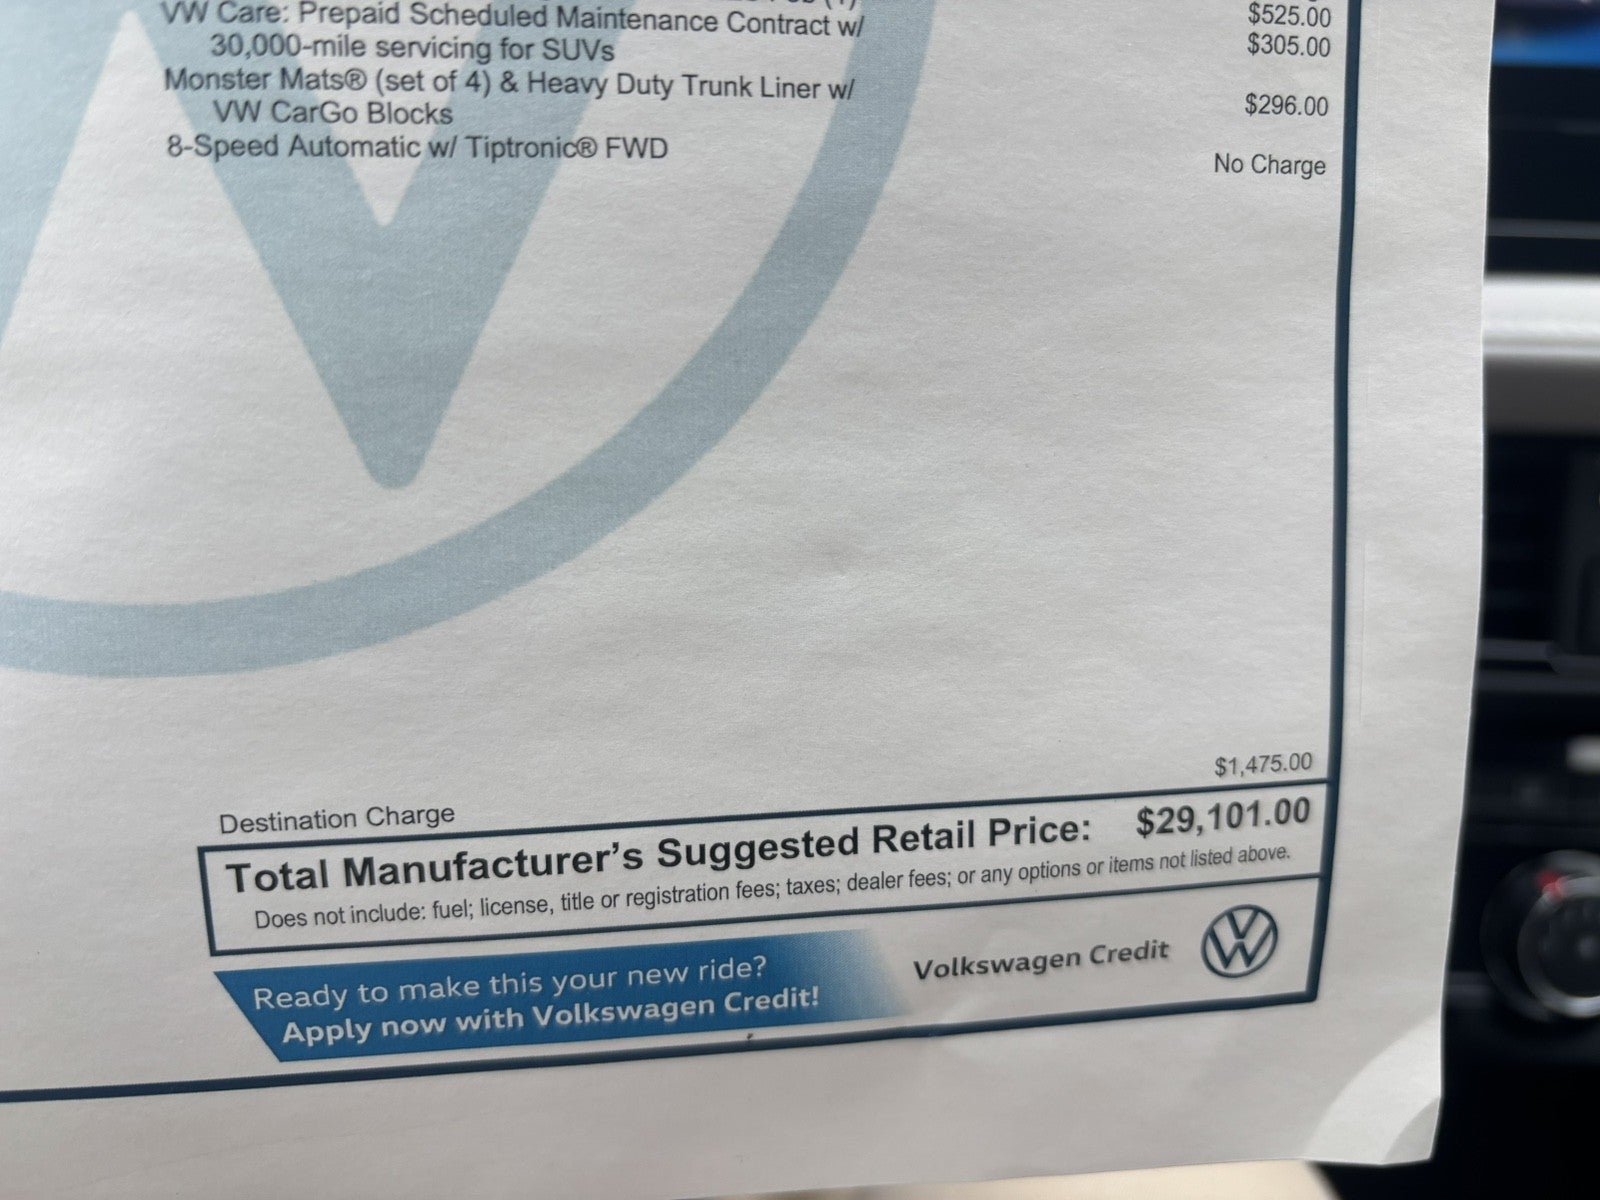 VW Care: Prepaid Scheduled Maintenance Contract w/ $525.00
30,000-mile servicing for SUVs $305.00
Monster Mats® (set of 4) & Heavy Duty Trunk Liner w/
VW CarGo Blocks $296.00
8-Speed Automatic w/ Tiptronic® FWD No Charge
Destination Charge $1,475.00
Total Manufacturer's Suggested Retail Price: $29,101.00
Does not include: fuel; license, title or registration fees; taxes; dealer fees; or any options or items not listed above.
Ready to make this your new ride?
Apply now with Volkswagen Credit!
Volkswagen Credit